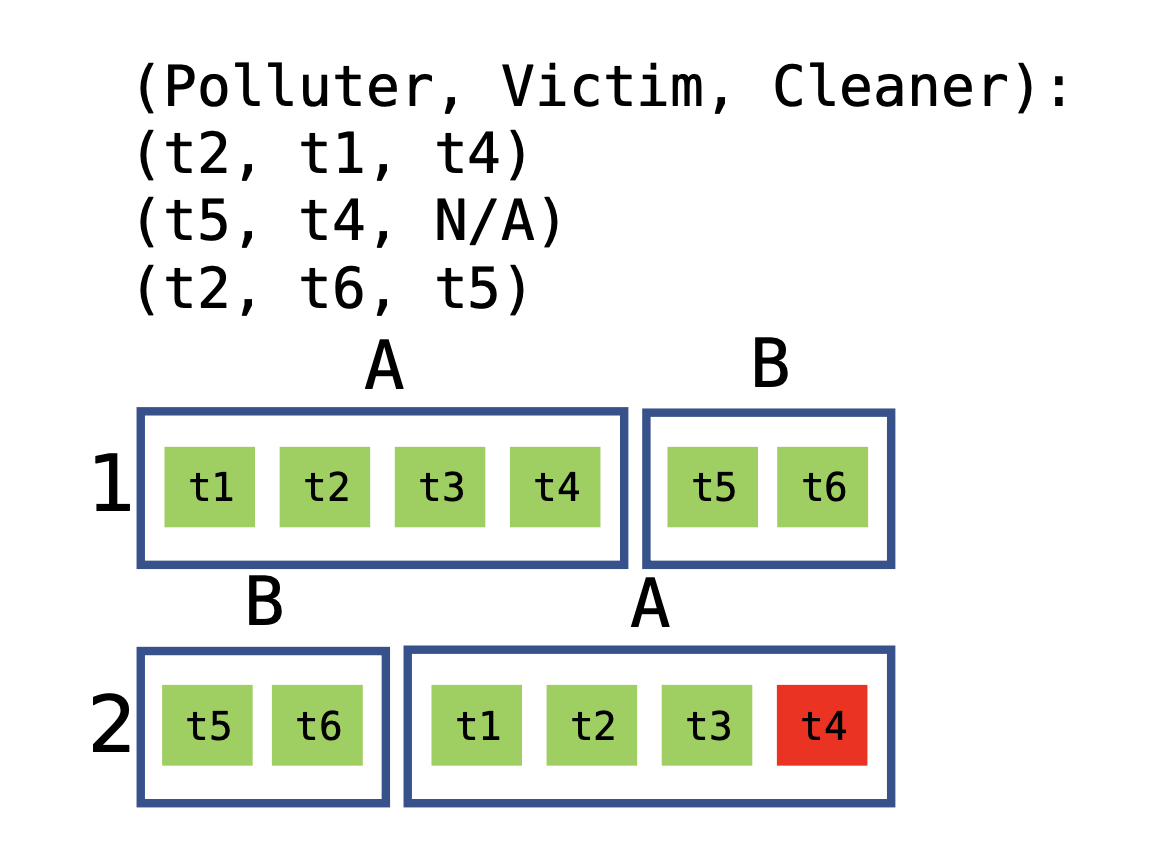 (Polluter, Victim, Cleaner):
(t2, t1, t4)
(t5, t4, N/A)
(t2, t6, t5)
A B
1 t1 t2 t3 t4 t5 t6
B A
2 t5 t6 t1 t2 t3 t4